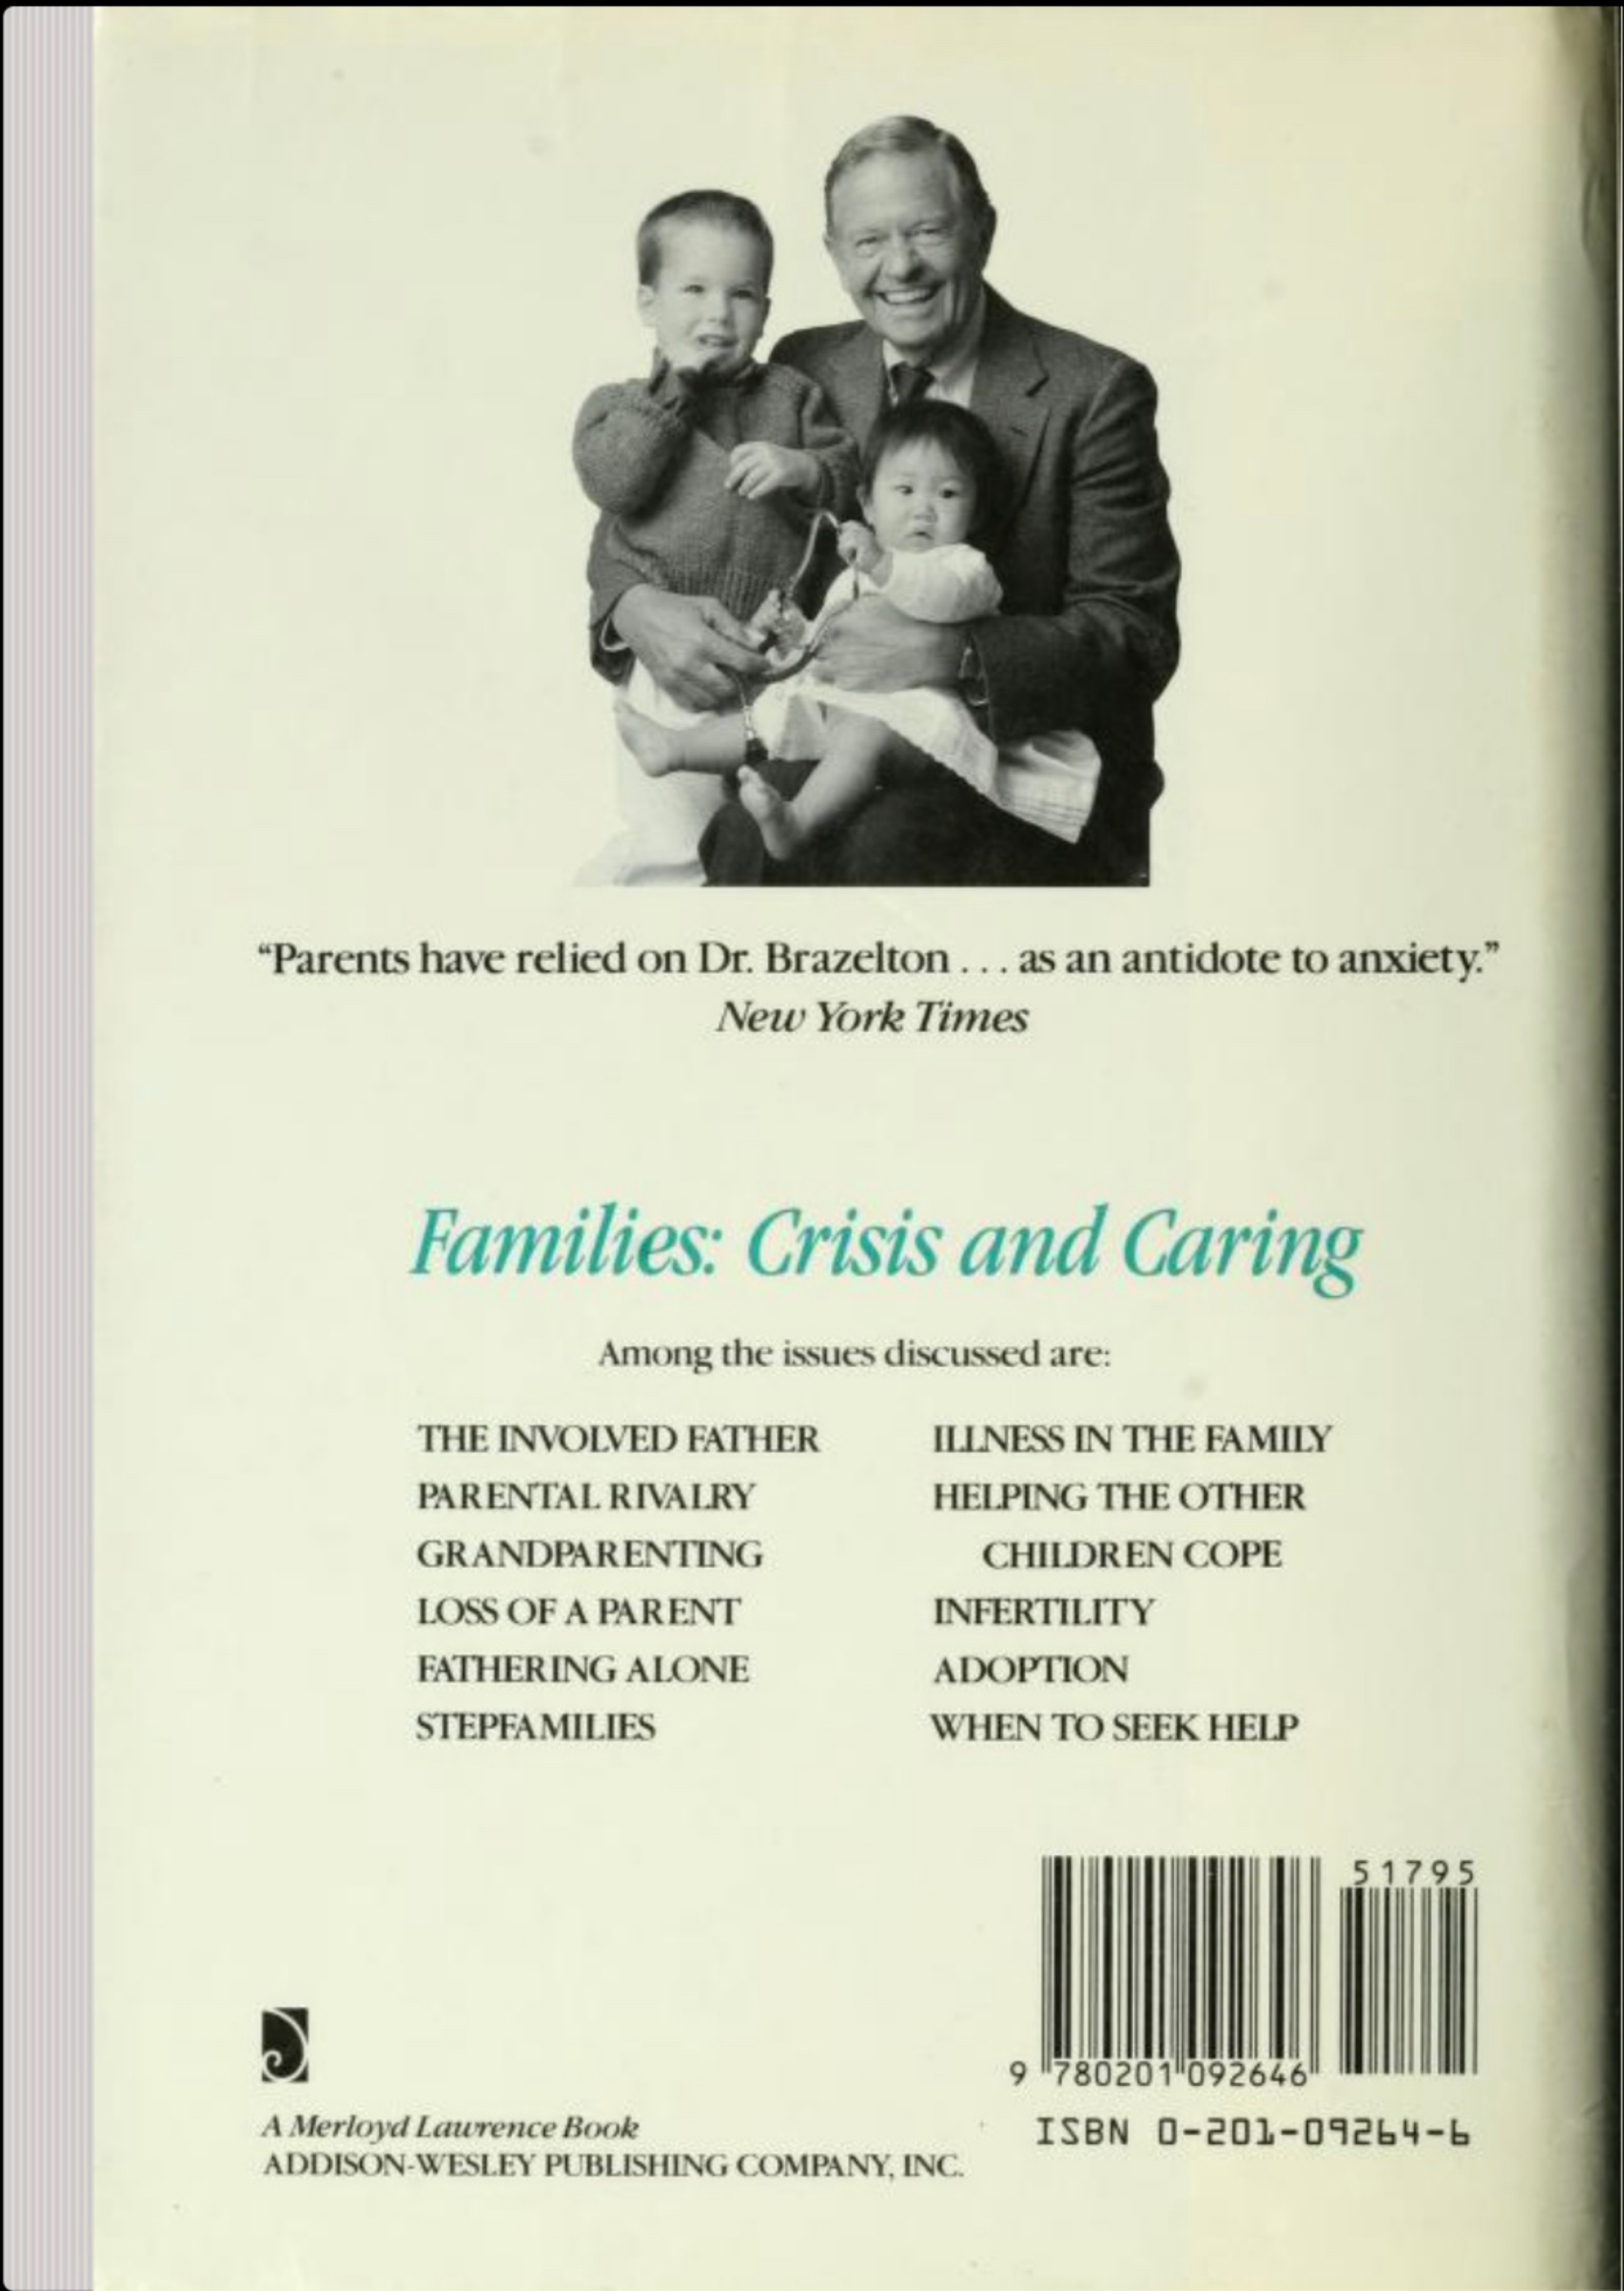 “Parents have relied on Dr. Brazelton . . . as an antidote to anxiety.”
New York Times
Families: Crisis and Caring
Among the issues discussed are:
THE INVOLVED FATHER
PARENTAL RIVALRY
GRANDPARENTING
LOSS OF A PARENT
FATHERING ALONE
STEPFAMILIES
ILLNESS IN THE FAMILY
HELPING THE OTHER
CHILDREN COPE
INFERTILITY
ADOPTION
WHEN TO SEEK HELP
51795
9 780201 092646
ISBN 0-201-09264-6
A Merloyd Lawrence Book
ADDISON-WESLEY PUBLISHING COMPANY, INC.